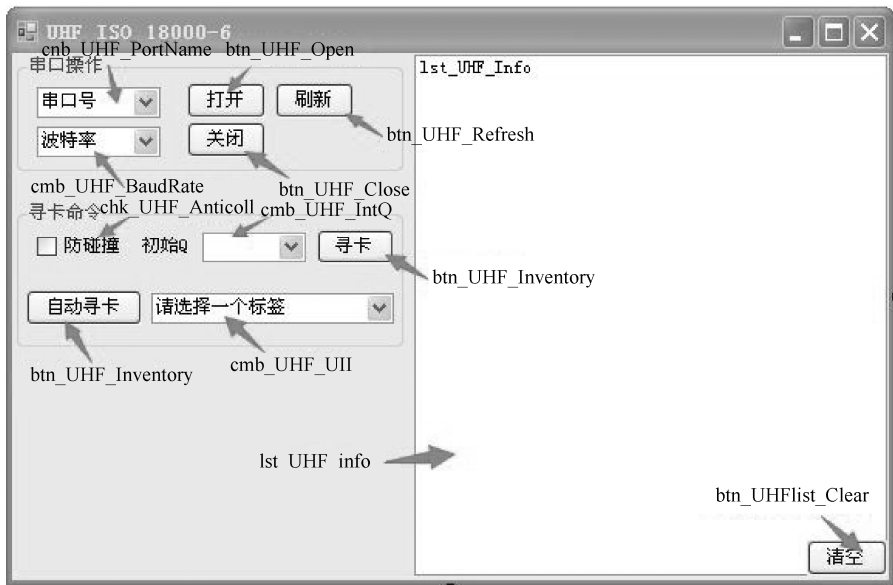 UHF ISO 18000-6
cnb_UHF_PortName
btn_UHF_Open
串口操作
lst_UHF_Info
串口号
打开
刷新
btn_UHF_Refresh
波特率
关闭
cmb_UHF_BaudRate
btn_UHF_Close
寻卡命令
chk_UHF_Anticoll
cmb_UHF_IntQ
防碰撞
初始Q
寻卡
btn_UHF_Inventory
自动寻卡
请选择一个标签
btn_UHF_Inventory
cmb_UHF_UII
lst UHF info
btn_UHFlist_Clear
清空